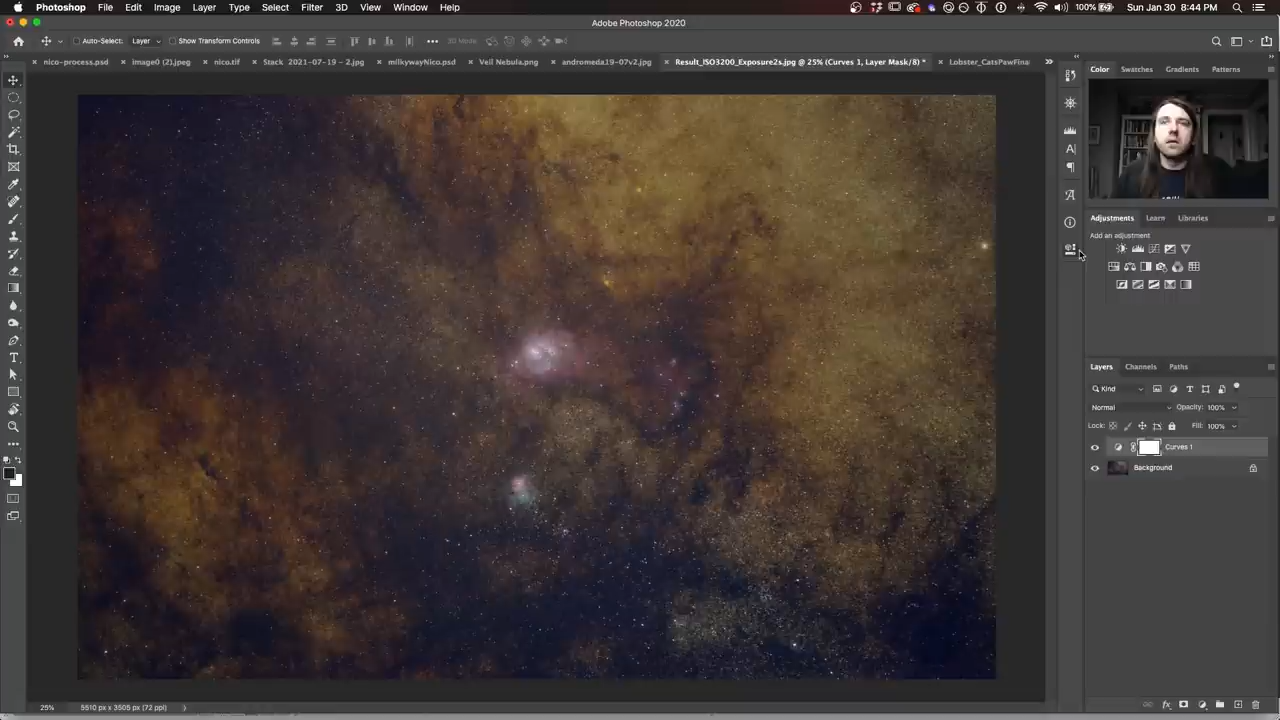 Photoshop File Edit Image Layer Type Select Filter 3D View Window Help 100% Sun Jan 30 8:44 PM
Adobe Photoshop 2020
Auto-Select: Layer Show Transform Controls 3D Mode:
nico-process.psd image0 (2).jpeg nico.tif Stack 2021-07-19 – 2.jpg milkywayNico.psd Veil Nebula.png andromeda19-07v2.jpg Result_ISO3200_Exposure2s.jpg @ 25% (Curves 1, Layer Mask/8) * Lobster_CatsPawFina
Color Swatches Gradients Patterns
Adjustments Learn Libraries
Add an adjustment
Layers Channels Paths
Kind
Normal Opacity: 100%
Lock: Fill: 100%
Curves 1
Background
25% 5510 px x 3505 px (72 ppi)